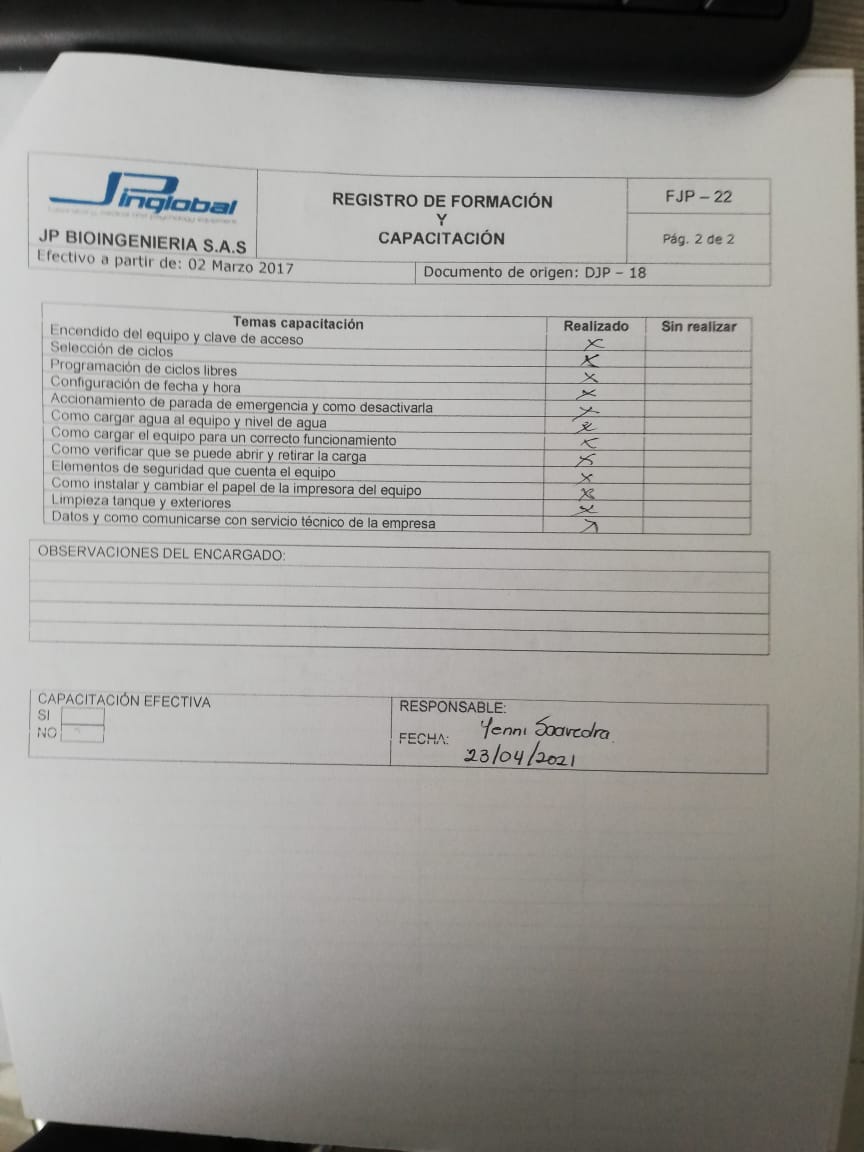 JPinglobal
JP BIOINGENIERIA S.A.S
Efectivo a partir de: 02 Marzo 2017
REGISTRO DE FORMACIÓN
Y
CAPACITACIÓN
FJP – 22
Pág. 2 de 2
Documento de origen: DJP – 18
Temas capacitación Realizado Sin realizar
Encendido del equipo y clave de acceso x
Selección de ciclos x
Programación de ciclos libres x
Configuración de fecha y hora x
Accionamiento de parada de emergencia y como desactivarla x
Como cargar agua al equipo y nivel de agua x
Como cargar el equipo para un correcto funcionamiento x
Como verificar que se puede abrir y retirar la carga x
Elementos de seguridad que cuenta el equipo x
Como instalar y cambiar el papel de la impresora del equipo x
Limpieza tanque y exteriores x
Datos y como comunicarse con servicio técnico de la empresa x
OBSERVACIONES DEL ENCARGADO:
CAPACITACIÓN EFECTIVA
SI
NO
RESPONSABLE:
Yenni Saavedra
FECHA:
23/04/2021